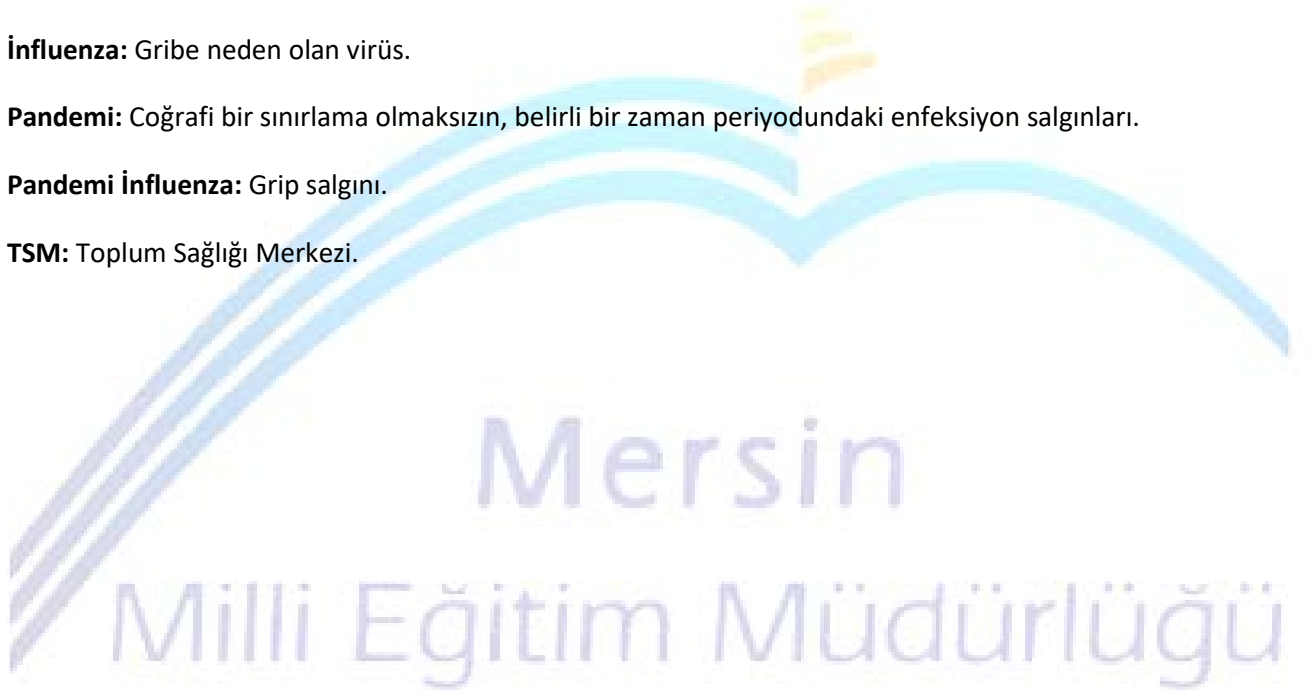 İnfluenza: Gribe neden olan virüs.
Pandemi: Coğrafi bir sınırlama olmaksızın, belirli bir zaman periyodundaki enfeksiyon salgınları.
Pandemi İnfluenza: Grip salgını.
TSM: Toplum Sağlığı Merkezi.
Mersin
Milli Eğitim Müdürlüğü